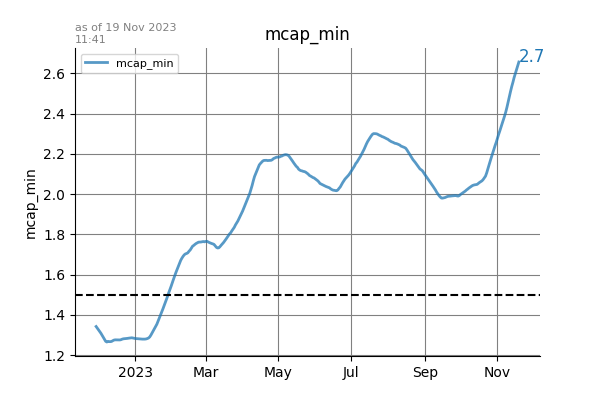 as of 19 Nov 2023
11:41
mcap_min
mcap_min
2.7
2.6
2.4
2.2
2.0
1.8
1.6
1.4
1.2
mcap_min
2023
Mar
May
Jul
Sep
Nov